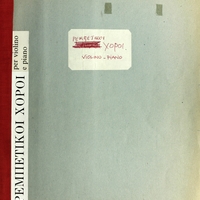 ΡΕΜΠΕΤΙΚΟΙ
ΧΟΡΟΙ
VIOLINO - PIANO
ΡΕΜΠΕΤΙΚΟΙ ΧΟΡΟΙ
per violino
e piano